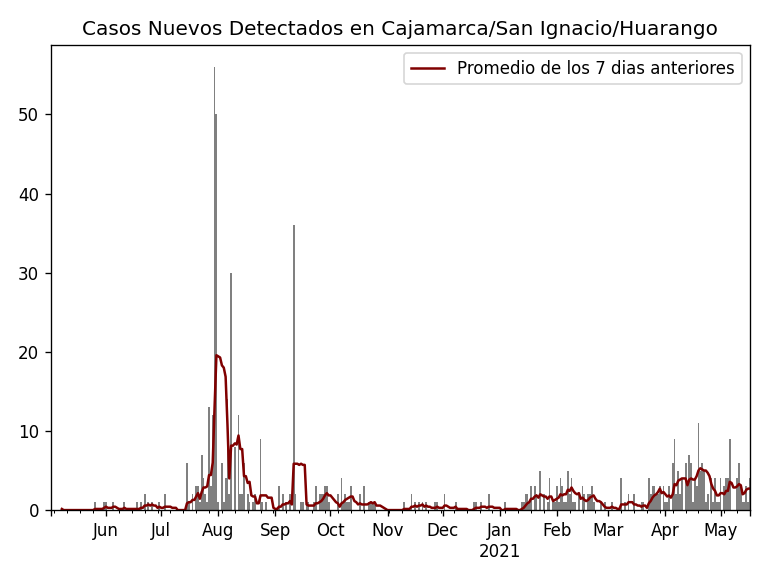 Casos Nuevos Detectados en Cajamarca/San Ignacio/Huarango
Promedio de los 7 dias anteriores
50
40
30
20
10
0
Jun Jul Aug Sep Oct Nov Dec Jan Feb Mar Apr May
2021